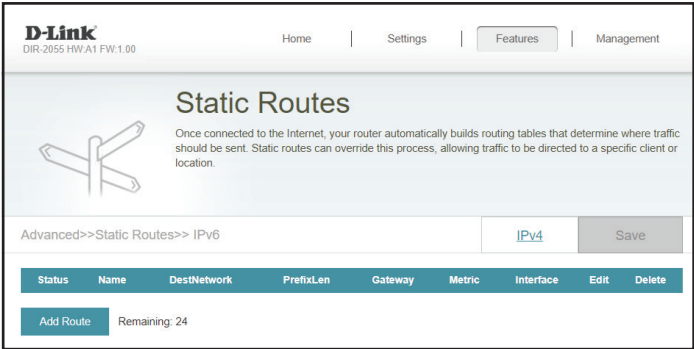 D-Link
DIR-2055 HW:A1 FW:1.00
Home | Settings | Features | Management
Static Routes
Once connected to the Internet, your router automatically builds routing tables that determine where traffic
should be sent. Static routes can override this process, allowing traffic to be directed to a specific client or
location.
Advanced>>Static Routes>> IPv6
IPv4
Save
Status Name DestNetwork PrefixLen Gateway Metric Interface Edit Delete
Add Route Remaining: 24